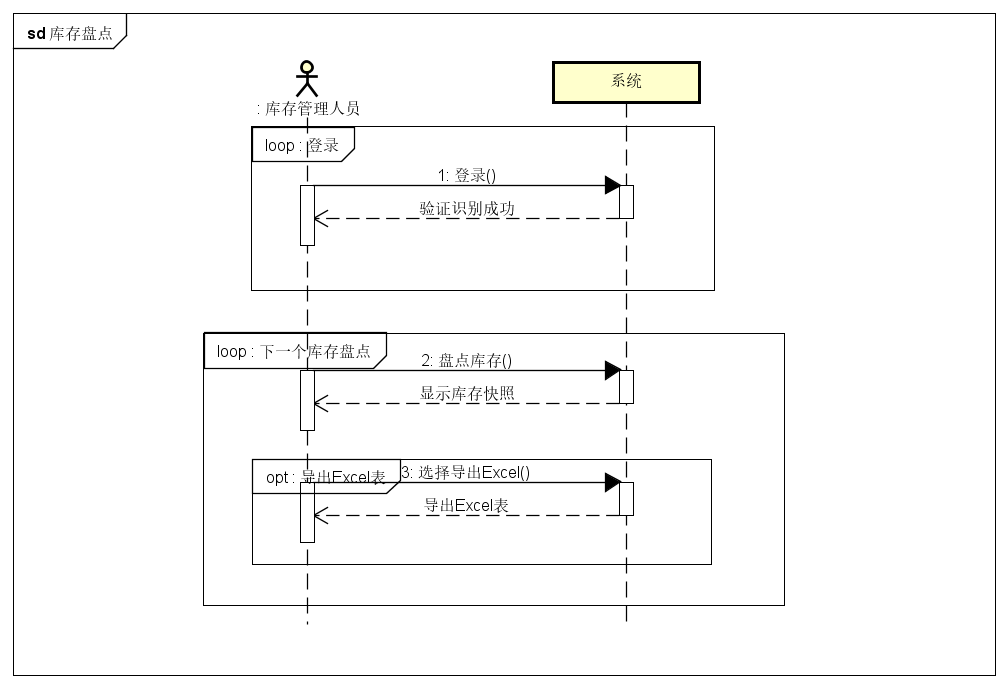 sd 库存盘点
: 库存管理人员
系统
loop : 登录
1: 登录()
验证识别成功
loop : 下一个库存盘点
2: 盘点库存()
显示库存快照
opt : 导出Excel表
3: 选择导出Excel()
导出Excel表